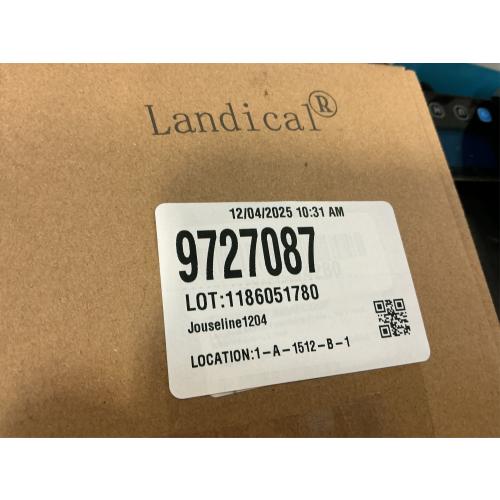 Landical®
12/04/2025 10:31 AM
9727087
LOT:1186051780
Jouseline1204
LOCATION:1-A-1512-B-1